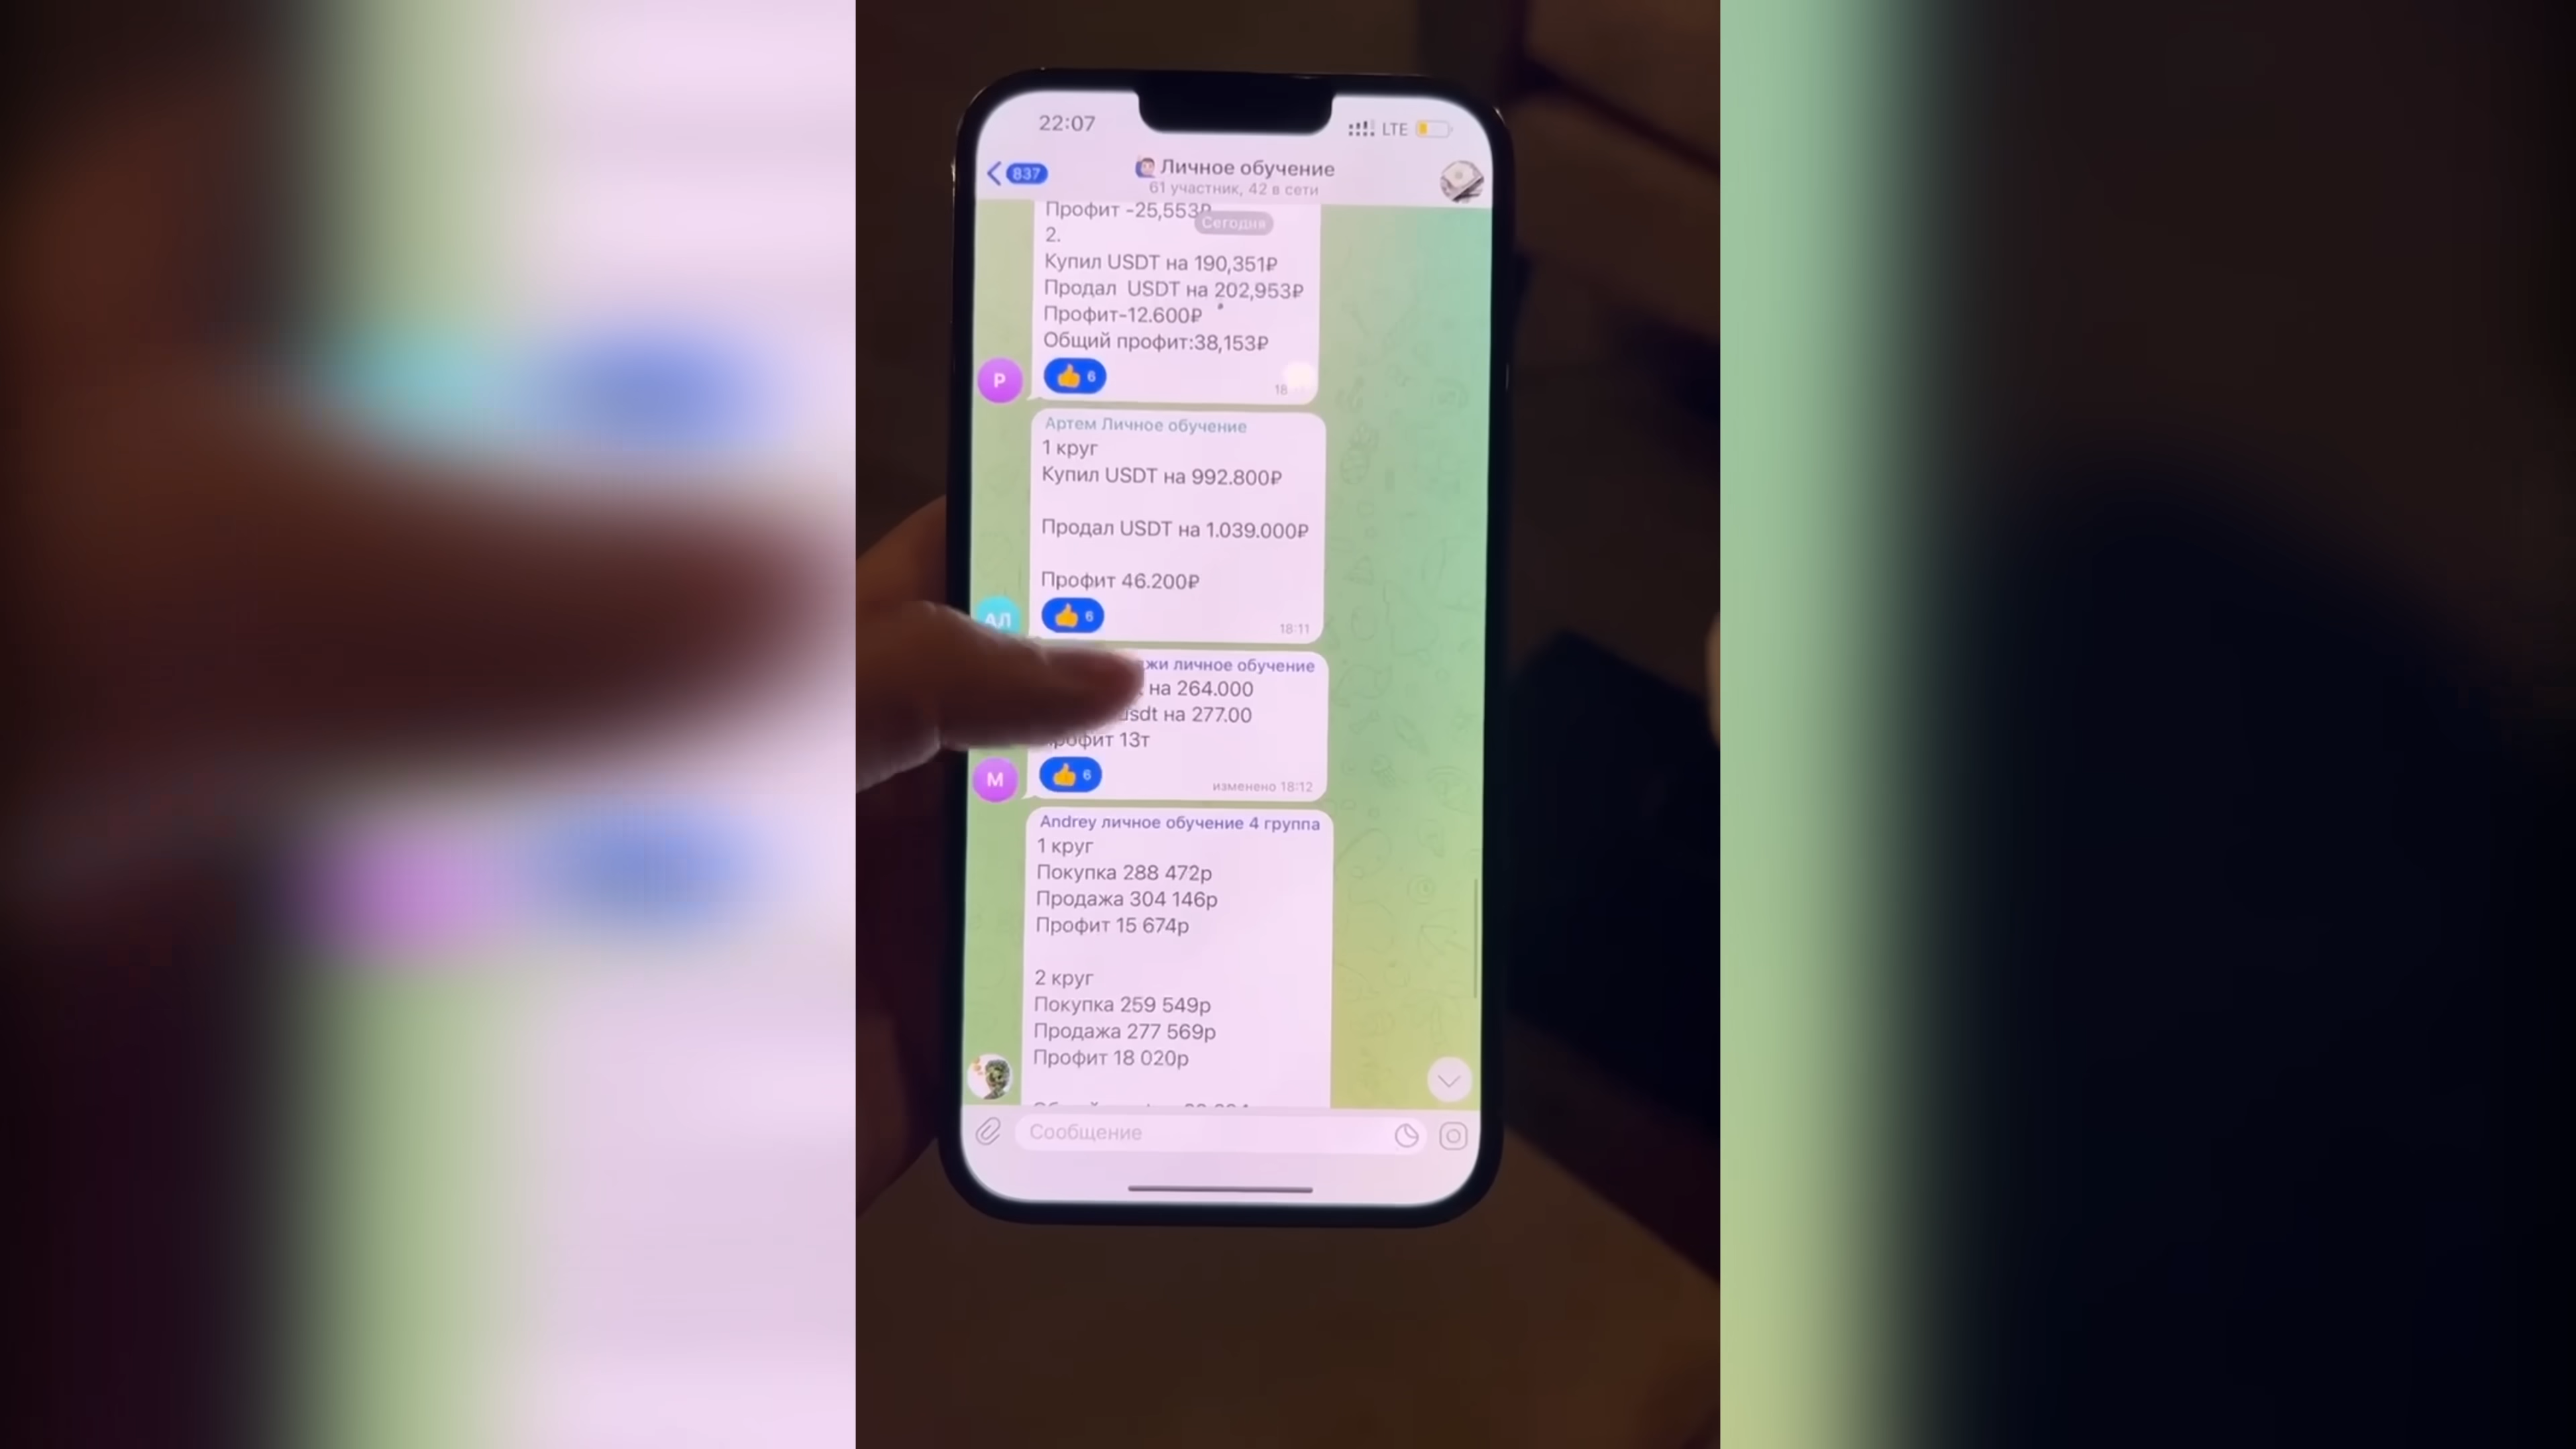 22:07
LTE
837
Личное обучение
61 участник, 42 в сети
Профит -25,553₽
Сегодня
2.
Купил USDT на 190,351₽
Продал USDT на 202,953₽
Профит-12.600₽
Общий профит:38,153₽
6
18
P
Артем Личное обучение
1 круг
Купил USDT на 992.800₽
Продал USDT на 1.039.000₽
Профит 46.200₽
6
18:11
АЛ
личное обучение
на 264.000
usdt на 277.00
Профит 13т
6
изменено 18:12
M
Andrey личное обучение 4 группа
1 круг
Покупка 288 472р
Продажа 304 146р
Профит 15 674р
2 круг
Покупка 259 549р
Продажа 277 569р
Профит 18 020р
Сообщение